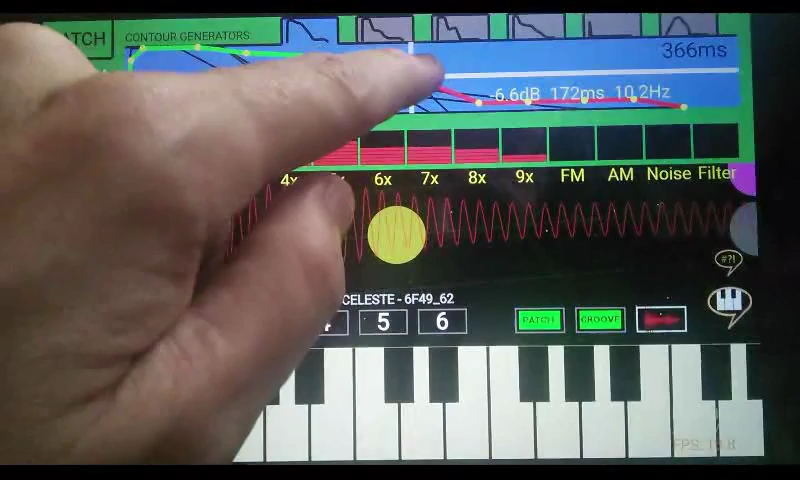 CONTOUR GENERATORS
366ms
-6.6dB 172ms 10.2Hz
4x 6x 7x 8x 9x FM AM Noise Filter
#?!
CELESTE - 6F49_62
5 6 PATCH GROOVE